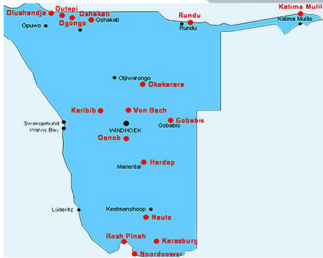 Katima Mulilo
Olushandja
Outapi
Oshakati
Ogongo
Oshakati
Opuwo
Rundu
Rundu
Katima Mulilo
Otjiwarongo
Okakarara
Karibib
Von Bach
Gobabis
Gobabis
Swakopmund
Walvis Bay
WINDHOEK
Oanob
Hardap
Mariental
Lüderitz
Keetmanshoop
Naute
Rosh Pinah
Karasburg
Noordoewer